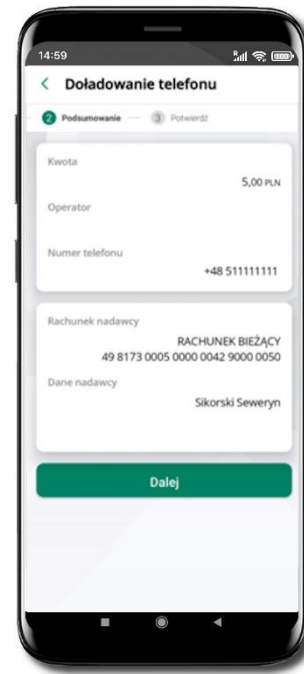 14:59
Doładowanie telefonu
2 Podsumowanie 3 Potwierdź
Kwota
5,00 PLN
Operator
Numer telefonu
+48 511111111
Rachunek nadawcy
RACHUNEK BIEŻĄCY
49 8173 0005 0000 0042 9000 0050
Dane nadawcy
Sikorski Seweryn
Dalej